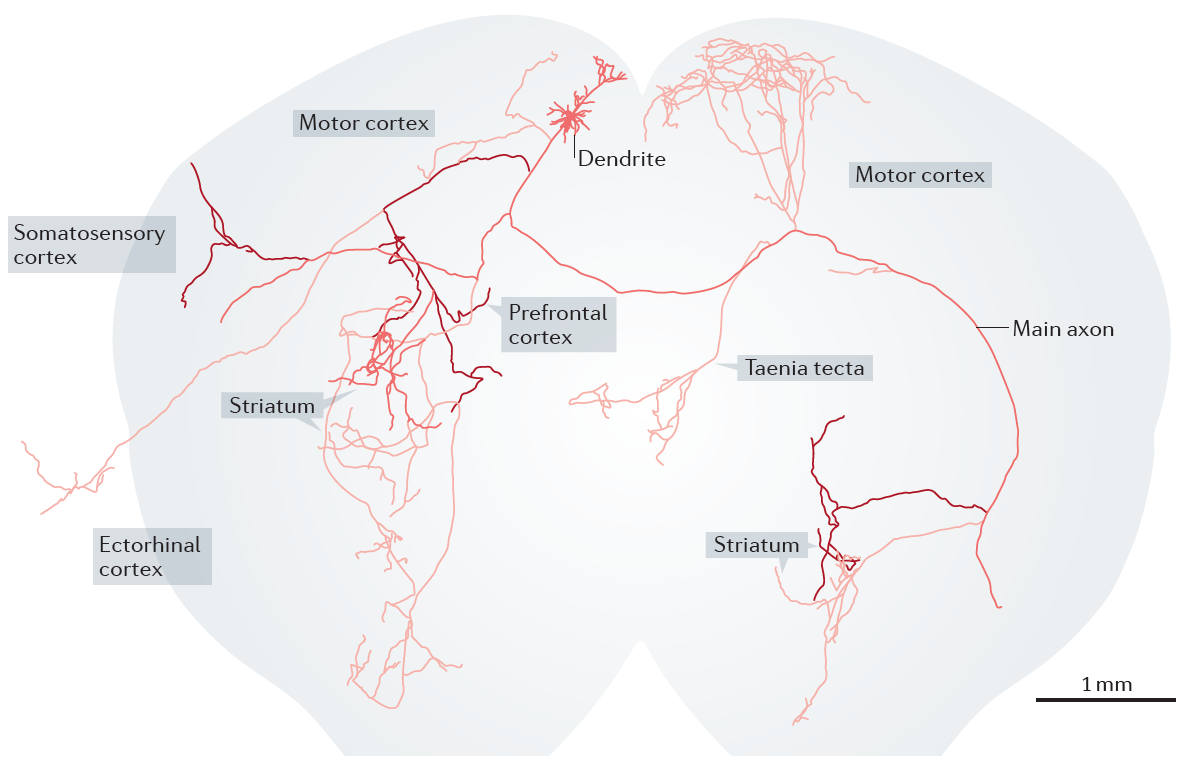 Motor cortex
Dendrite
Motor cortex
Somatosensory
cortex
Prefrontal
cortex
Main axon
Taenia tecta
Striatum
Ectorhinal
cortex
Striatum
1 mm